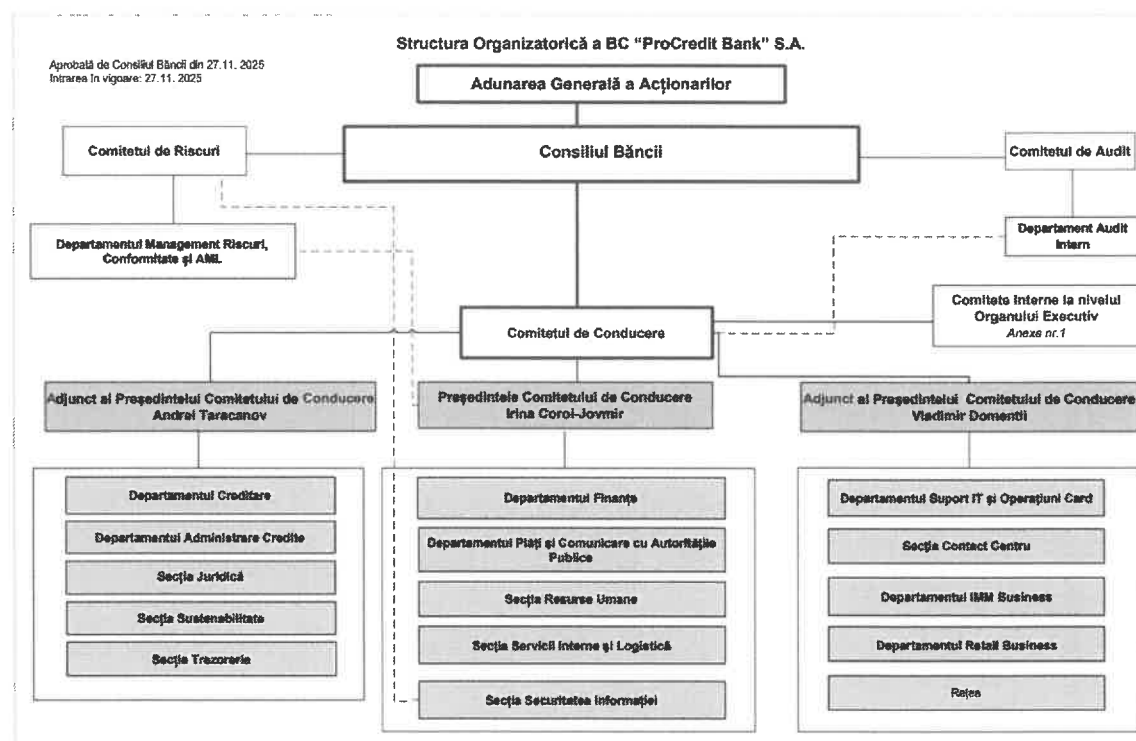 Structura Organizatorică a BC "ProCredit Bank" S.A.
Aprobată de Consiliul Băncii din 27.11. 2025
Intrarea în vigoare: 27.11. 2025
Adunarea Generală a Acționarilor
Comitetul de Riscuri
Consiliul Băncii
Comitetul de Audit
Departamentul Management Riscuri,
Conformitate și AML
Departament Audit
Intern
Comitete Interne la nivelul
Organului Executiv
Anexa nr.1
Comitetul de Conducere
Adjunct al Președintelui Comitetului de Conducere
Andrei Taracanov
Președintele Comitetului de Conducere
Irina Coroi-Jovmir
Adjunct al Președintelui Comitetului de Conducere
Vladimir Domentii
Departamentul Creditare
Departamentul Administrare Credite
Secția Juridică
Secția Sustenabilitate
Secția Trezorerie
Departamentul Finanțe
Departamentul Plăți și Comunicare cu Autoritățile
Publice
Secția Resurse Umane
Secția Servicii Interne și Logistică
Secția Securitatea Informației
Departamentul Suport IT și Operațiuni Card
Secția Contact Centru
Departamentul IMM Business
Departamentul Retail Business
Rețea